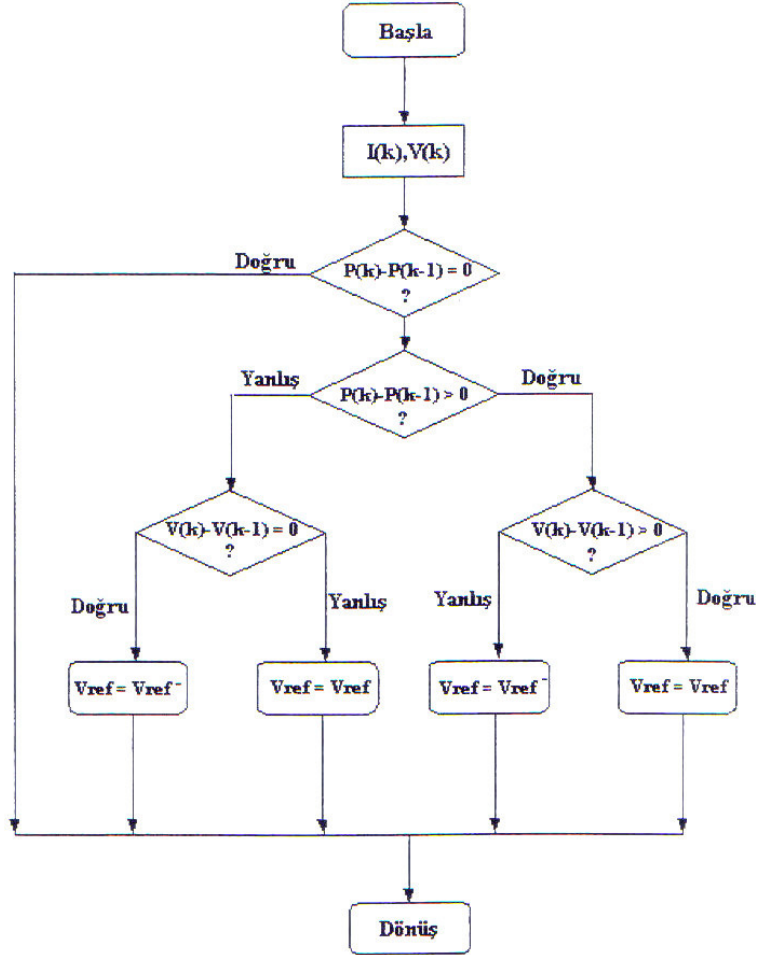 Başla
I(k),V(k)
Doğru
P(k)-P(k-1) = 0
?
Yanlış
P(k)-P(k-1) > 0
?
Doğru
V(k)-V(k-1) = 0
?
V(k)-V(k-1) > 0
?
Doğru
Yanlış
Yanlış
Doğru
Vref = Vref -
Vref = Vref
Vref = Vref -
Vref = Vref
Dönüş